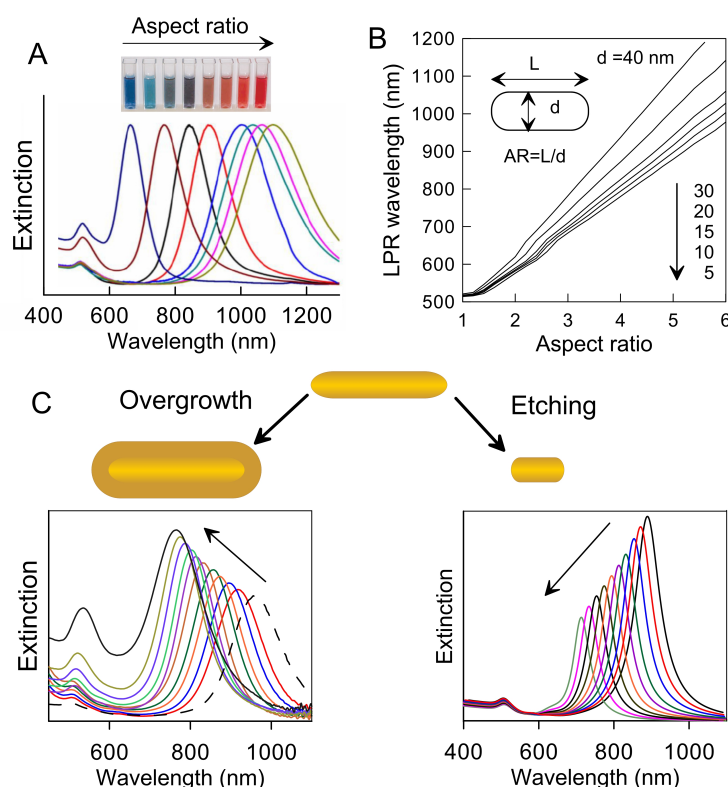 A
Aspect ratio
Extinction
400
600
800
1000
1200
Wavelength (nm)
B
1200
1100
1000
900
800
700
600
500
LPR wavelength (nm)
d =40 nm
L
d
AR=L/d
30
20
15
10
5
1
2
3
4
5
6
Aspect ratio
C
Overgrowth
Etching
Extinction
600
800
1000
Wavelength (nm)
Extinction
400
600
800
1000
Wavelength (nm)